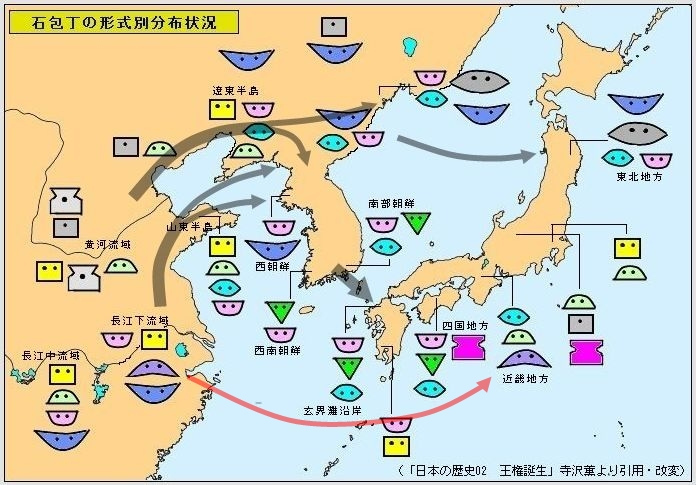 石包丁の形式別分布状況
遼東半島
東北地方
南部朝鮮
山東半島
黄河流域
西朝鮮
長江下流域
四国地方
西南朝鮮
長江中流域
近畿地方
玄界灘沿岸
（「日本の歴史02　王権誕生」寺沢薫より引用・改変）